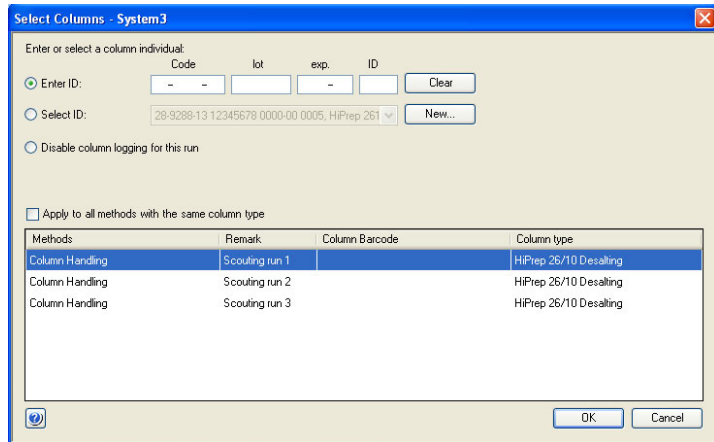 Select Columns - System3
Enter or select a column individual:
Code lot exp. ID
Enter ID: - - - Clear
Select ID: 28-9288-13 12345678 0000-00 0005, HiPrep 261 New...
Disable column logging for this run
Apply to all methods with the same column type
Methods Remark Column Barcode Column type
Column Handling Scouting run 1 HiPrep 26/10 Desalting
Column Handling Scouting run 2 HiPrep 26/10 Desalting
Column Handling Scouting run 3 HiPrep 26/10 Desalting
? OK Cancel